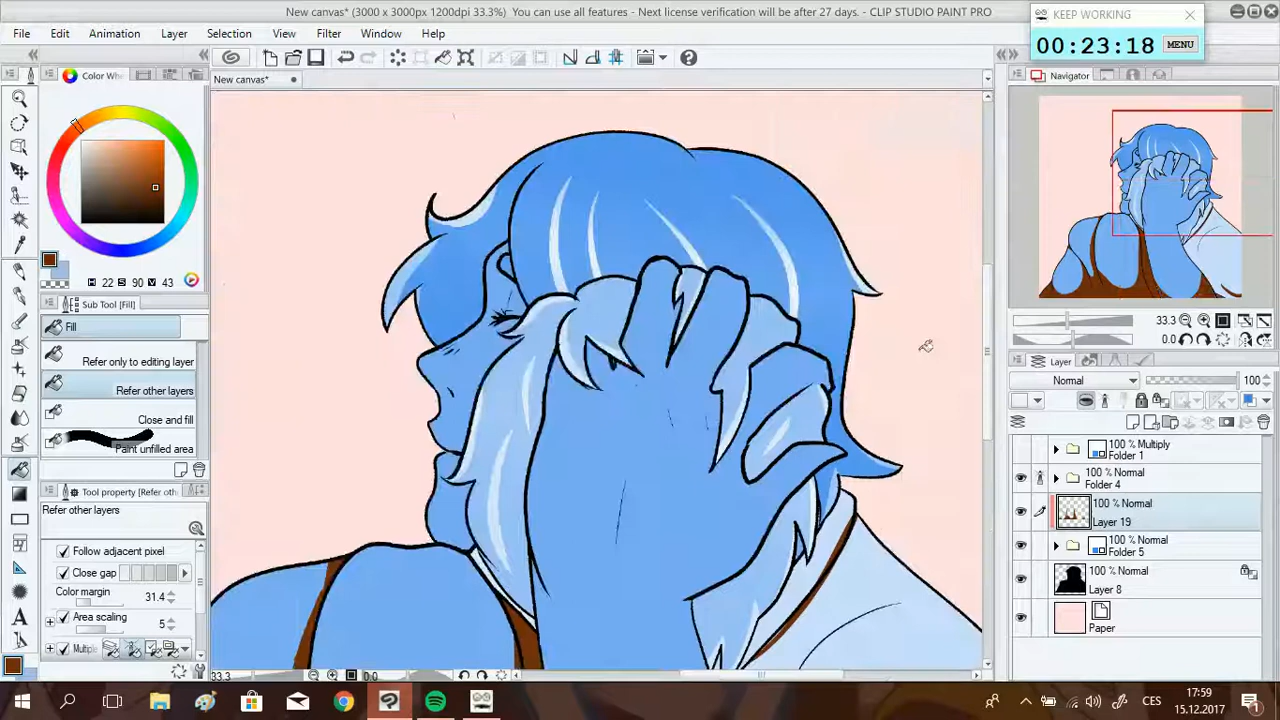 New canvas* (3000 x 3000px 1200dpi 33.3%) You can use all features - Next license verification will be after 27 days. - CLIP STUDIO PAINT PRO
KEEP WORKING
00:23:18 MENU
File Edit Animation Layer Selection View Filter Window Help
Color Whe
New canvas*
Navigator
H 22 S 90 V 43
Sub Tool [Fill]
Fill
Refer only to editing layer
Refer other layers
Close and fill
Paint unfilled area
Tool property [Refer oth
Refer other layers
Follow adjacent pixel
Close gap
Color margin
31.4
Area scaling 5
Multiple
33.3
0.0
Layer
Normal 100
100 % Multiply
Folder 1
100 % Normal
Folder 4
100 % Normal
Layer 19
100 % Normal
Folder 5
100 % Normal
Layer 8
Paper
33.3 0.0
CES
17:59
15.12.2017